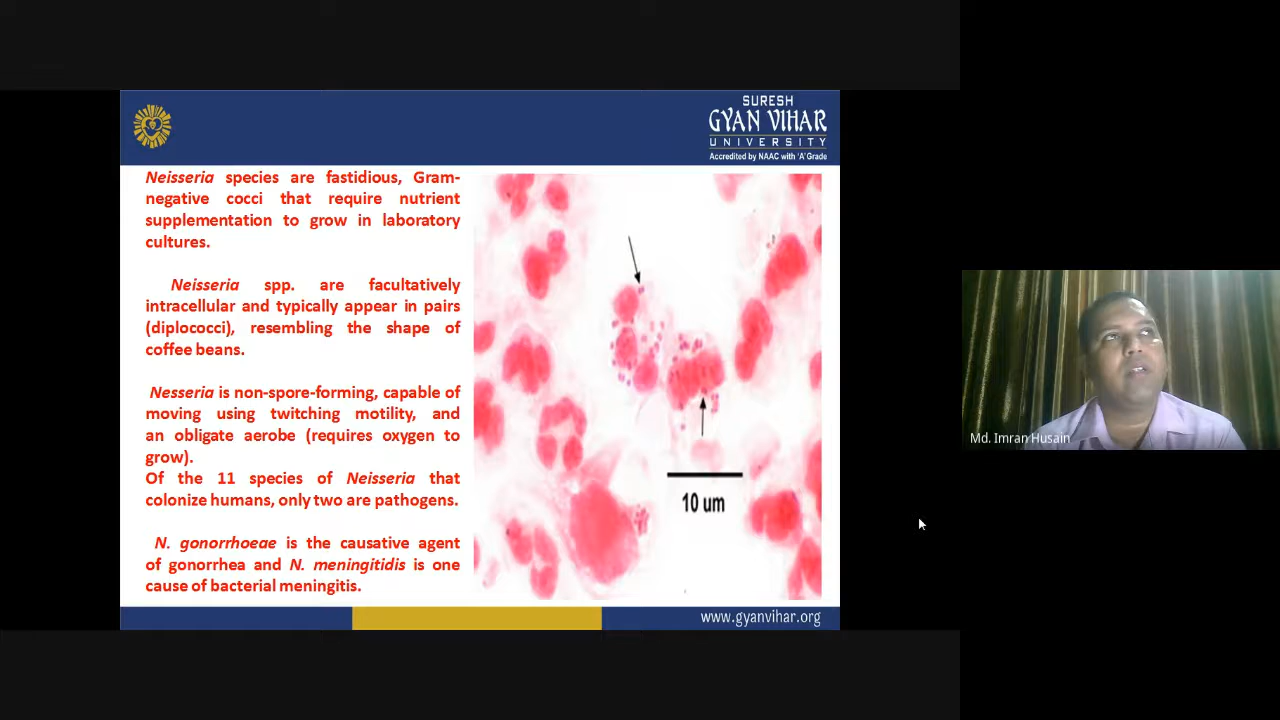 SURESH
GYAN VIHAR
UNIVERSITY
Accredited by NAAC with 'A' Grade
Neisseria species are fastidious, Gram-
negative cocci that require nutrient
supplementation to grow in laboratory
cultures.
Neisseria spp. are facultatively
intracellular and typically appear in pairs
(diplococci), resembling the shape of
coffee beans.
Nesseria is non-spore-forming, capable of
moving using twitching motility, and
an obligate aerobe (requires oxygen to
grow).
Of the 11 species of Neisseria that
colonize humans, only two are pathogens.
N. gonorrhoeae is the causative agent
of gonorrhea and N. meningitidis is one
cause of bacterial meningitis.
10 um
www.gyanvihar.org
Md. Imran Husain